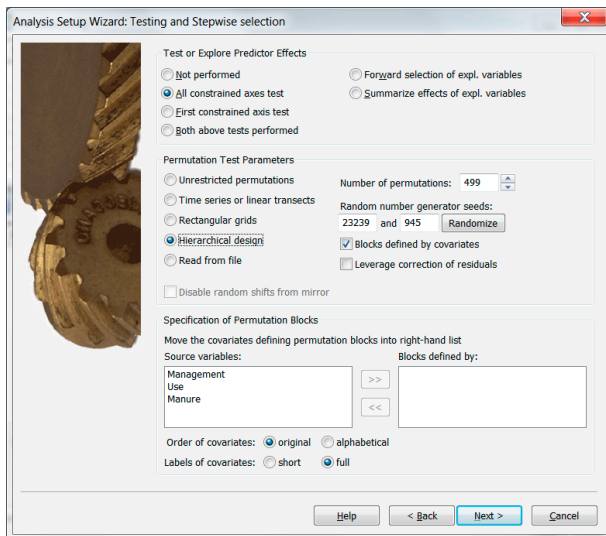 Analysis Setup Wizard: Testing and Stepwise selection
Test or Explore Predictor Effects
Not performed
Forward selection of expl. variables
All constrained axes test
Summarize effects of expl. variables
First constrained axis test
Both above tests performed
Permutation Test Parameters
Unrestricted permutations
Number of permutations: 499
Time series or linear transects
Random number generator seeds:
Rectangular grids
23239 and 945 Randomize
Hierarchical design
Blocks defined by covariates
Read from file
Leverage correction of residuals
Disable random shifts from mirror
Specification of Permutation Blocks
Move the covariates defining permutation blocks into right-hand list
Source variables:
Blocks defined by:
Management
Use
Manure
>>
<<
Order of covariates: original alphabetical
Labels of covariates: short full
Help < Back Next > Cancel